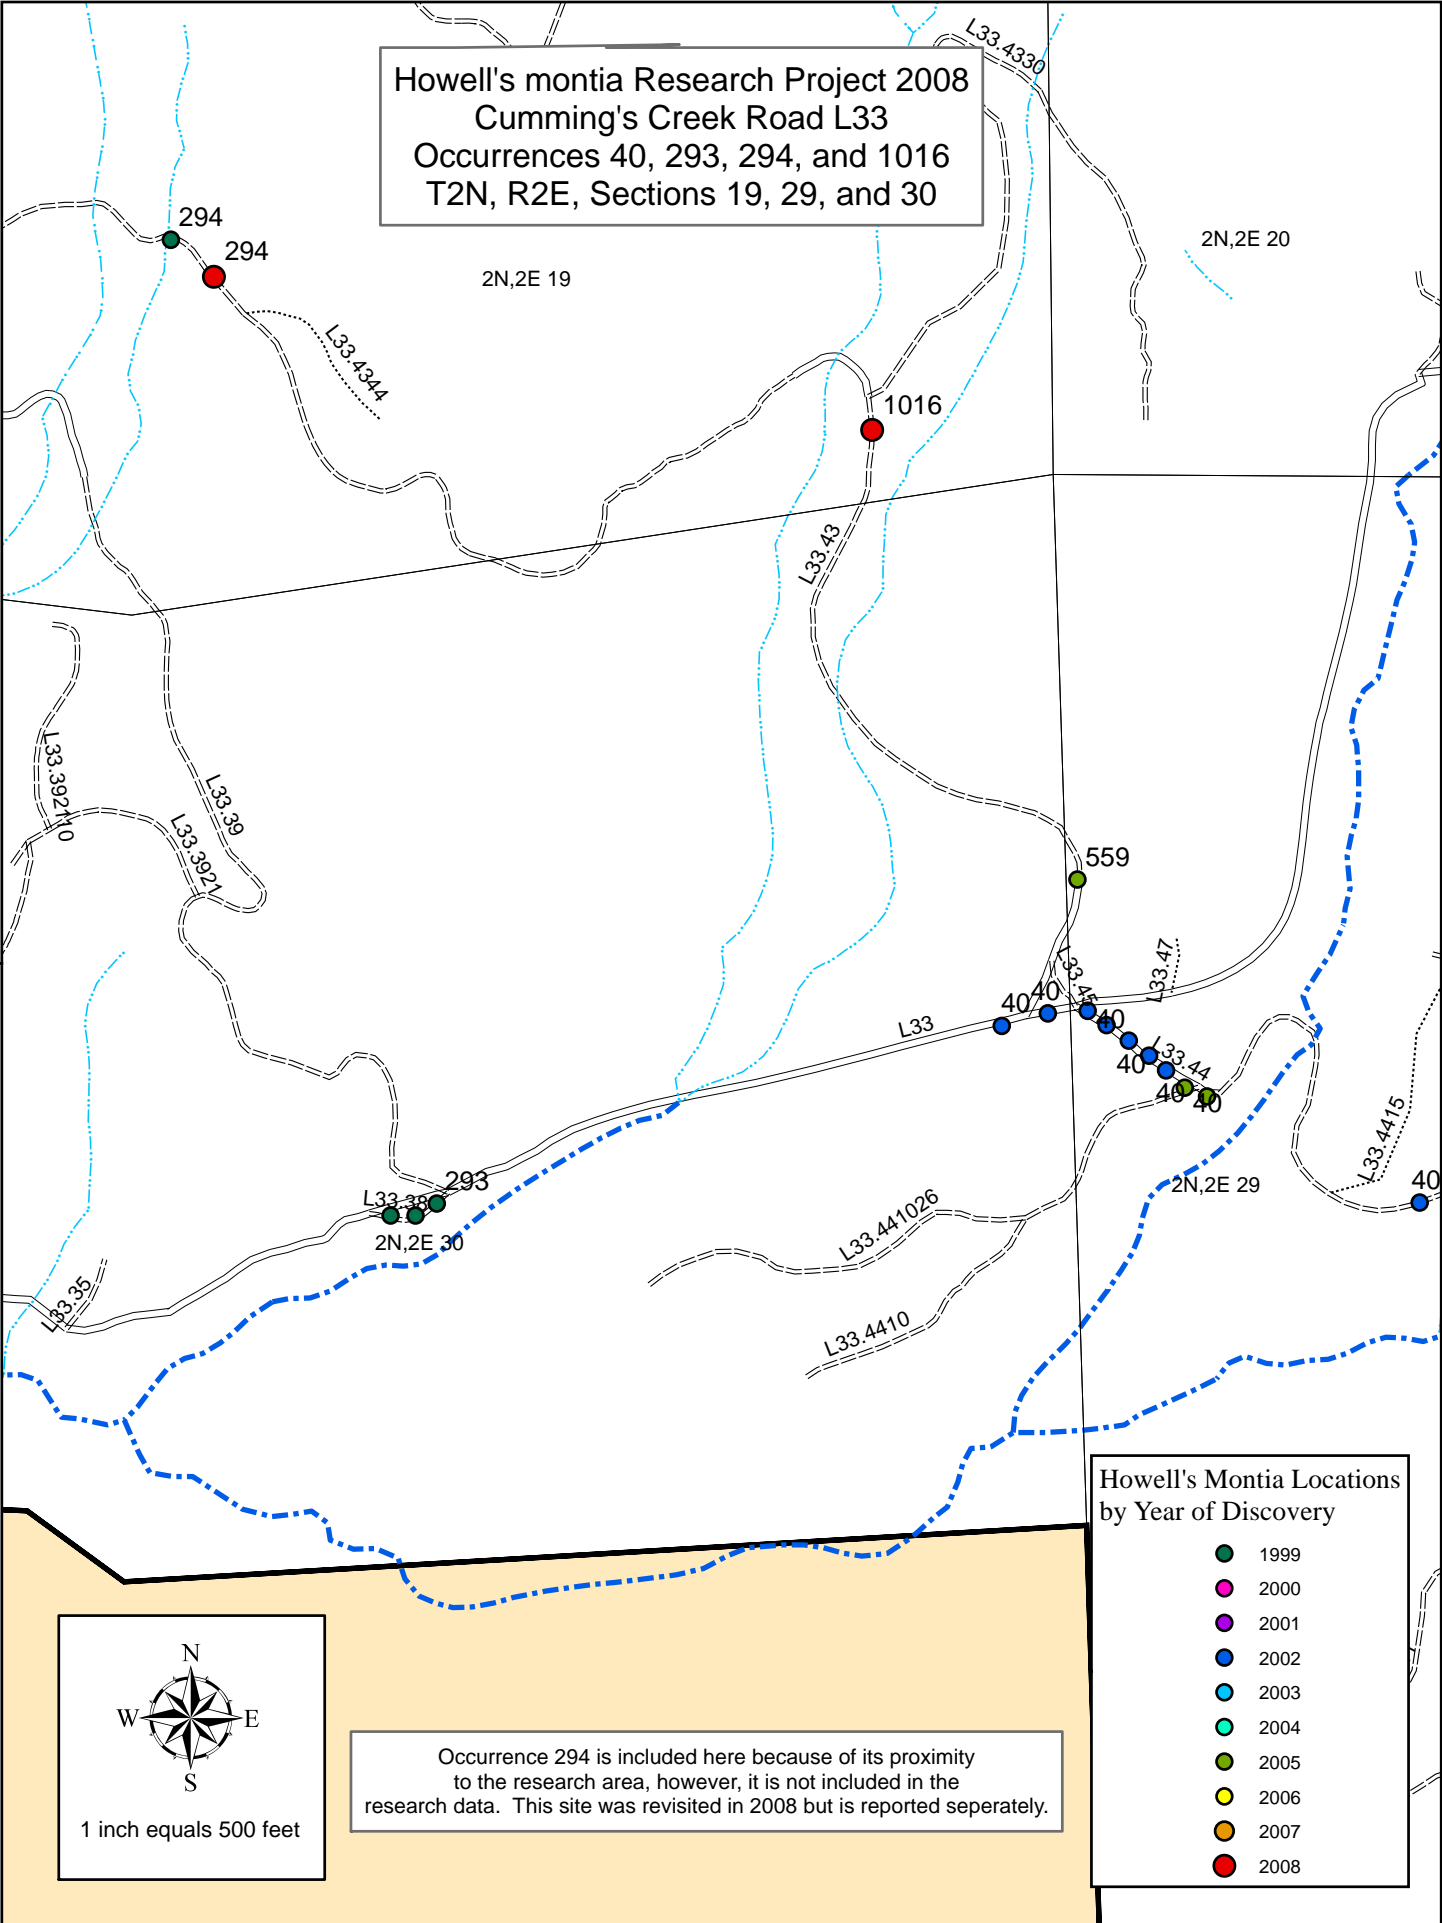 L33.4330
Howell's montia Research Project 2008
Cumming's Creek Road L33
Occurrences 40, 293, 294, and 1016
T2N, R2E, Sections 19, 29, and 30
294
294
2N,2E 19
2N,2E 20
L33.4344
1016
L33.43
L33.392110
L33.39
L33.3921
559
L33.45
L33.47
40
40
L33
40
L33.44
40
40
40
L33.4415
293
L33.38
2N,2E 30
2N,2E 29
40
L33.441026
L33.35
L33.4410
Howell's Montia Locations
by Year of Discovery
1999
2000
2001
2002
2003
2004
2005
2006
2007
2008
N
W
E
S
1 inch equals 500 feet
Occurrence 294 is included here because of its proximity
to the research area, however, it is not included in the
research data. This site was revisited in 2008 but is reported seperately.